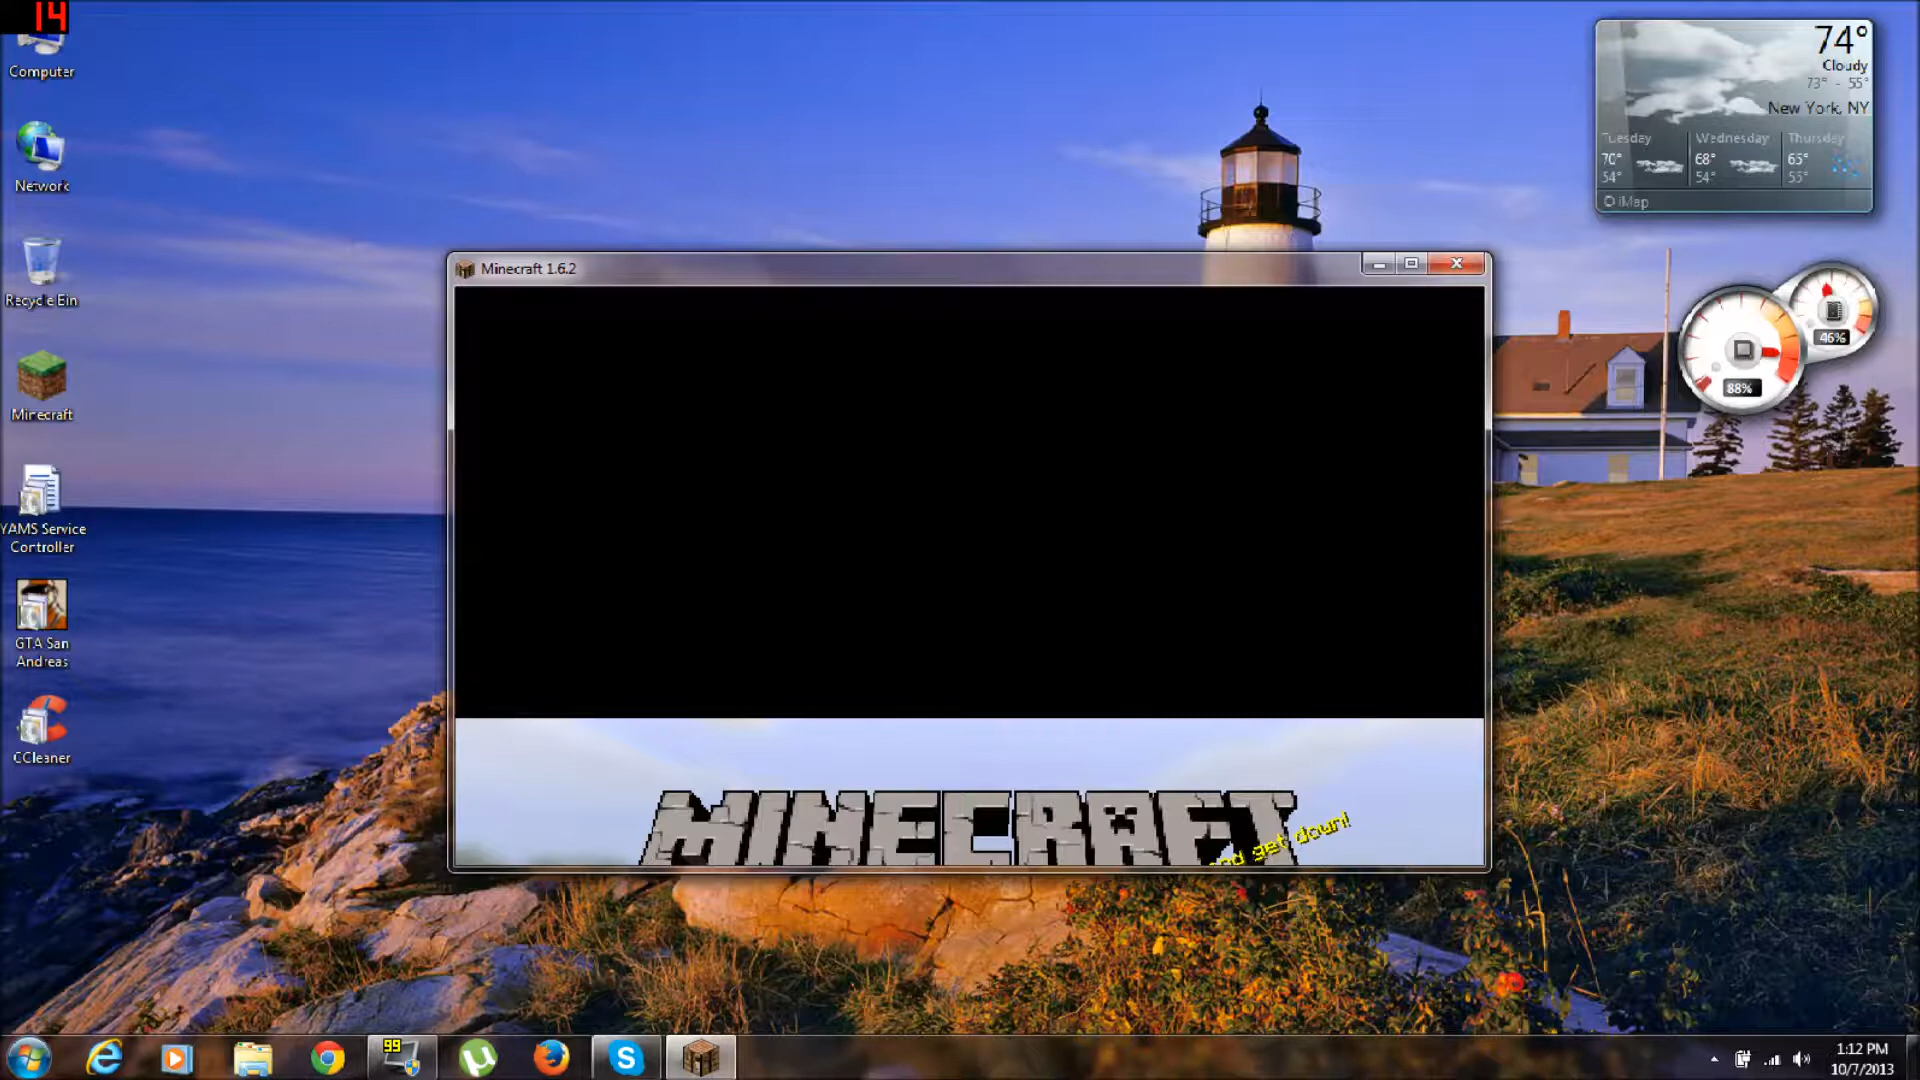 14
Computer
Network
Recycle Bin
Minecraft
YAMS Service
Controller
GTA San
Andreas
CCleaner
74°
Cloudy
73° - 55°
New York, NY
Tuesday
70°
54°
Wednesday
68°
54°
Thursday
65°
55°
© iMap
46%
88%
Minecraft 1.6.2
MINECRAFT
get down!
99
1:12 PM
10/7/2013